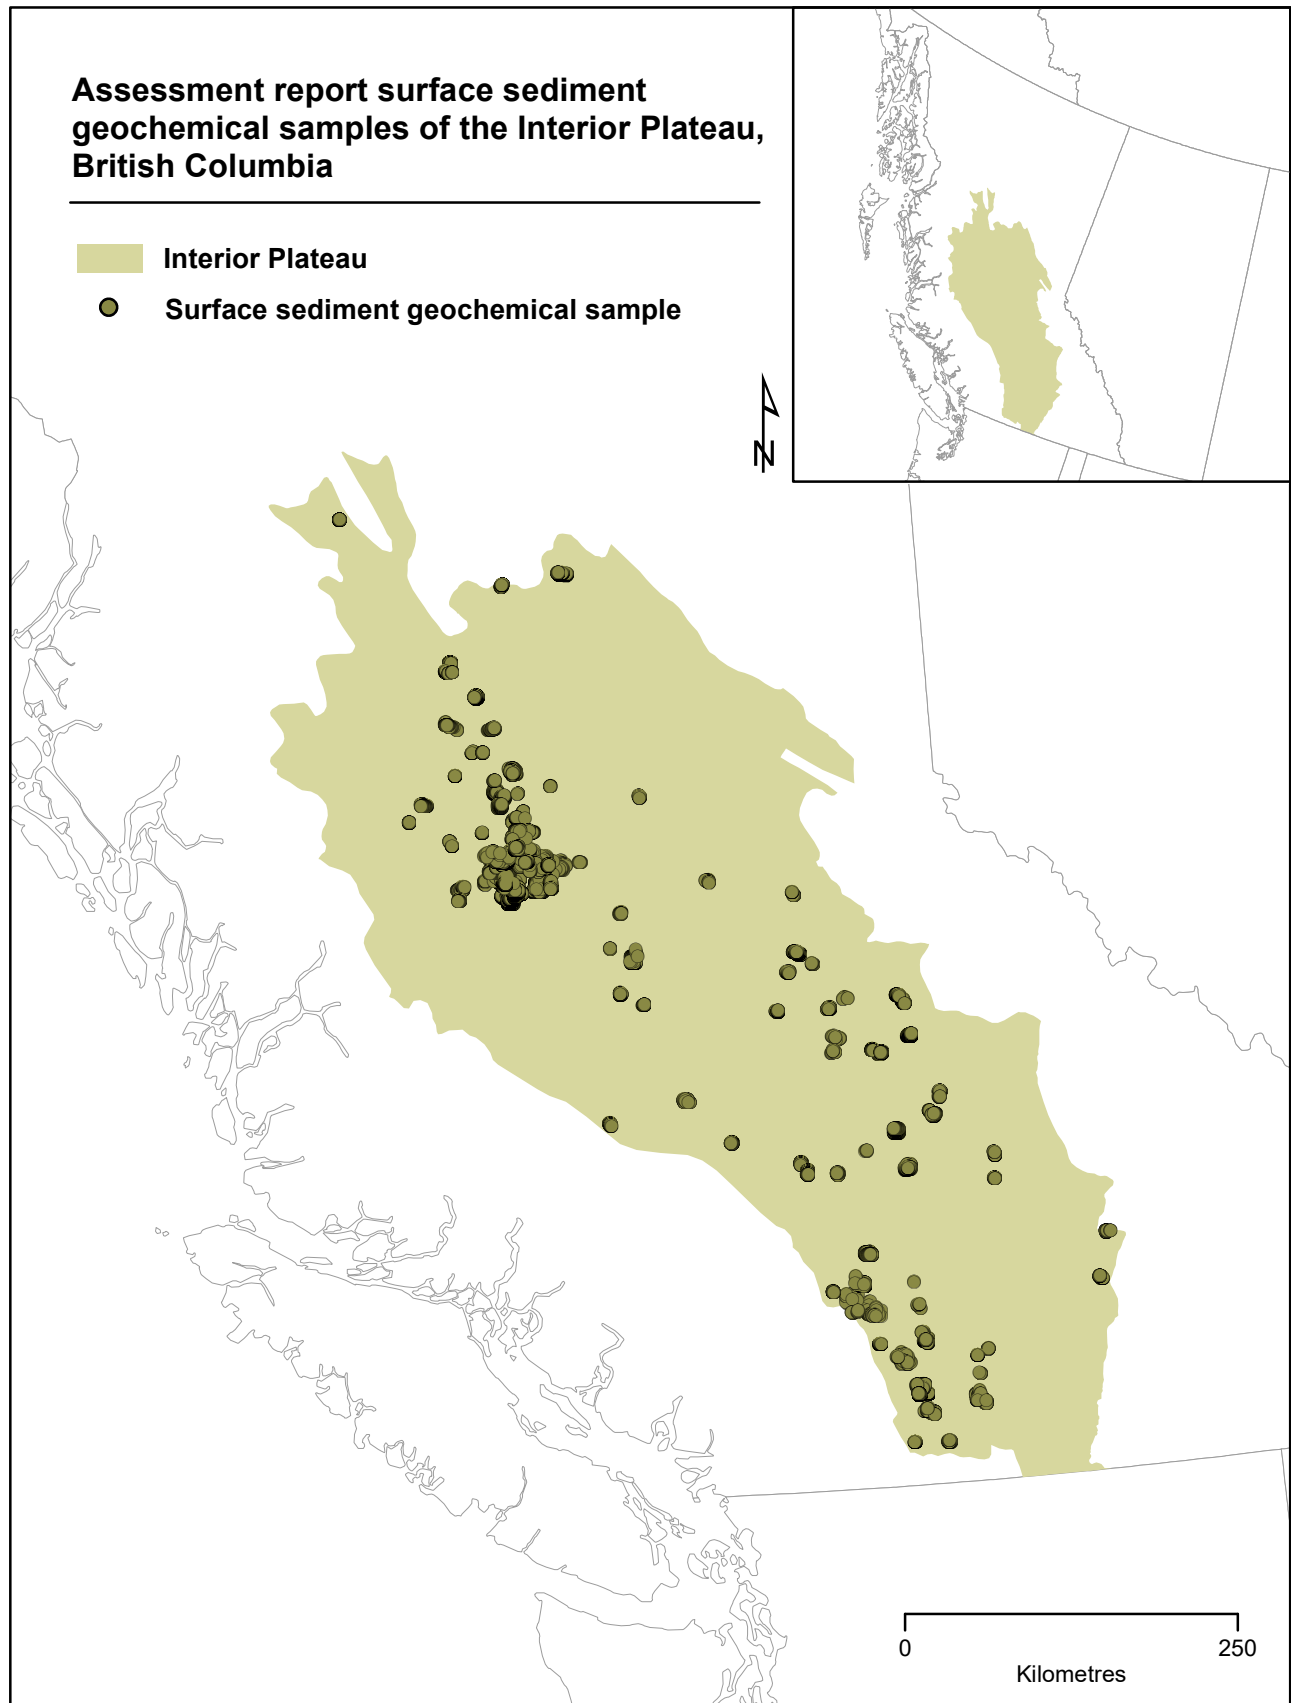 Assessment report surface sediment
geochemical samples of the Interior Plateau,
British Columbia
Interior Plateau
Surface sediment geochemical sample
N
0
250
Kilometres